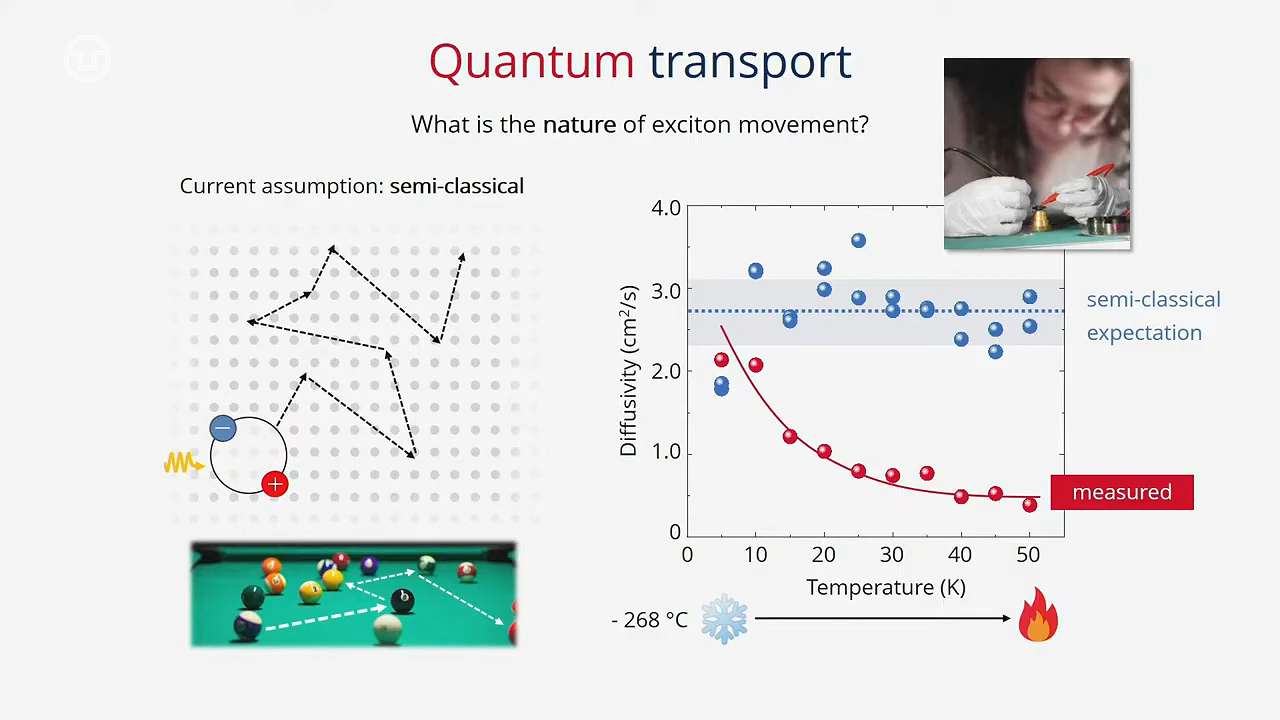 Quantum transport
What is the nature of exciton movement?
Current assumption: semi-classical
−
+
4.0
3.0
2.0
1.0
0
Diffusivity (cm²/s)
0 10 20 30 40 50
Temperature (K)
semi-classical
expectation
measured
- 268 °C